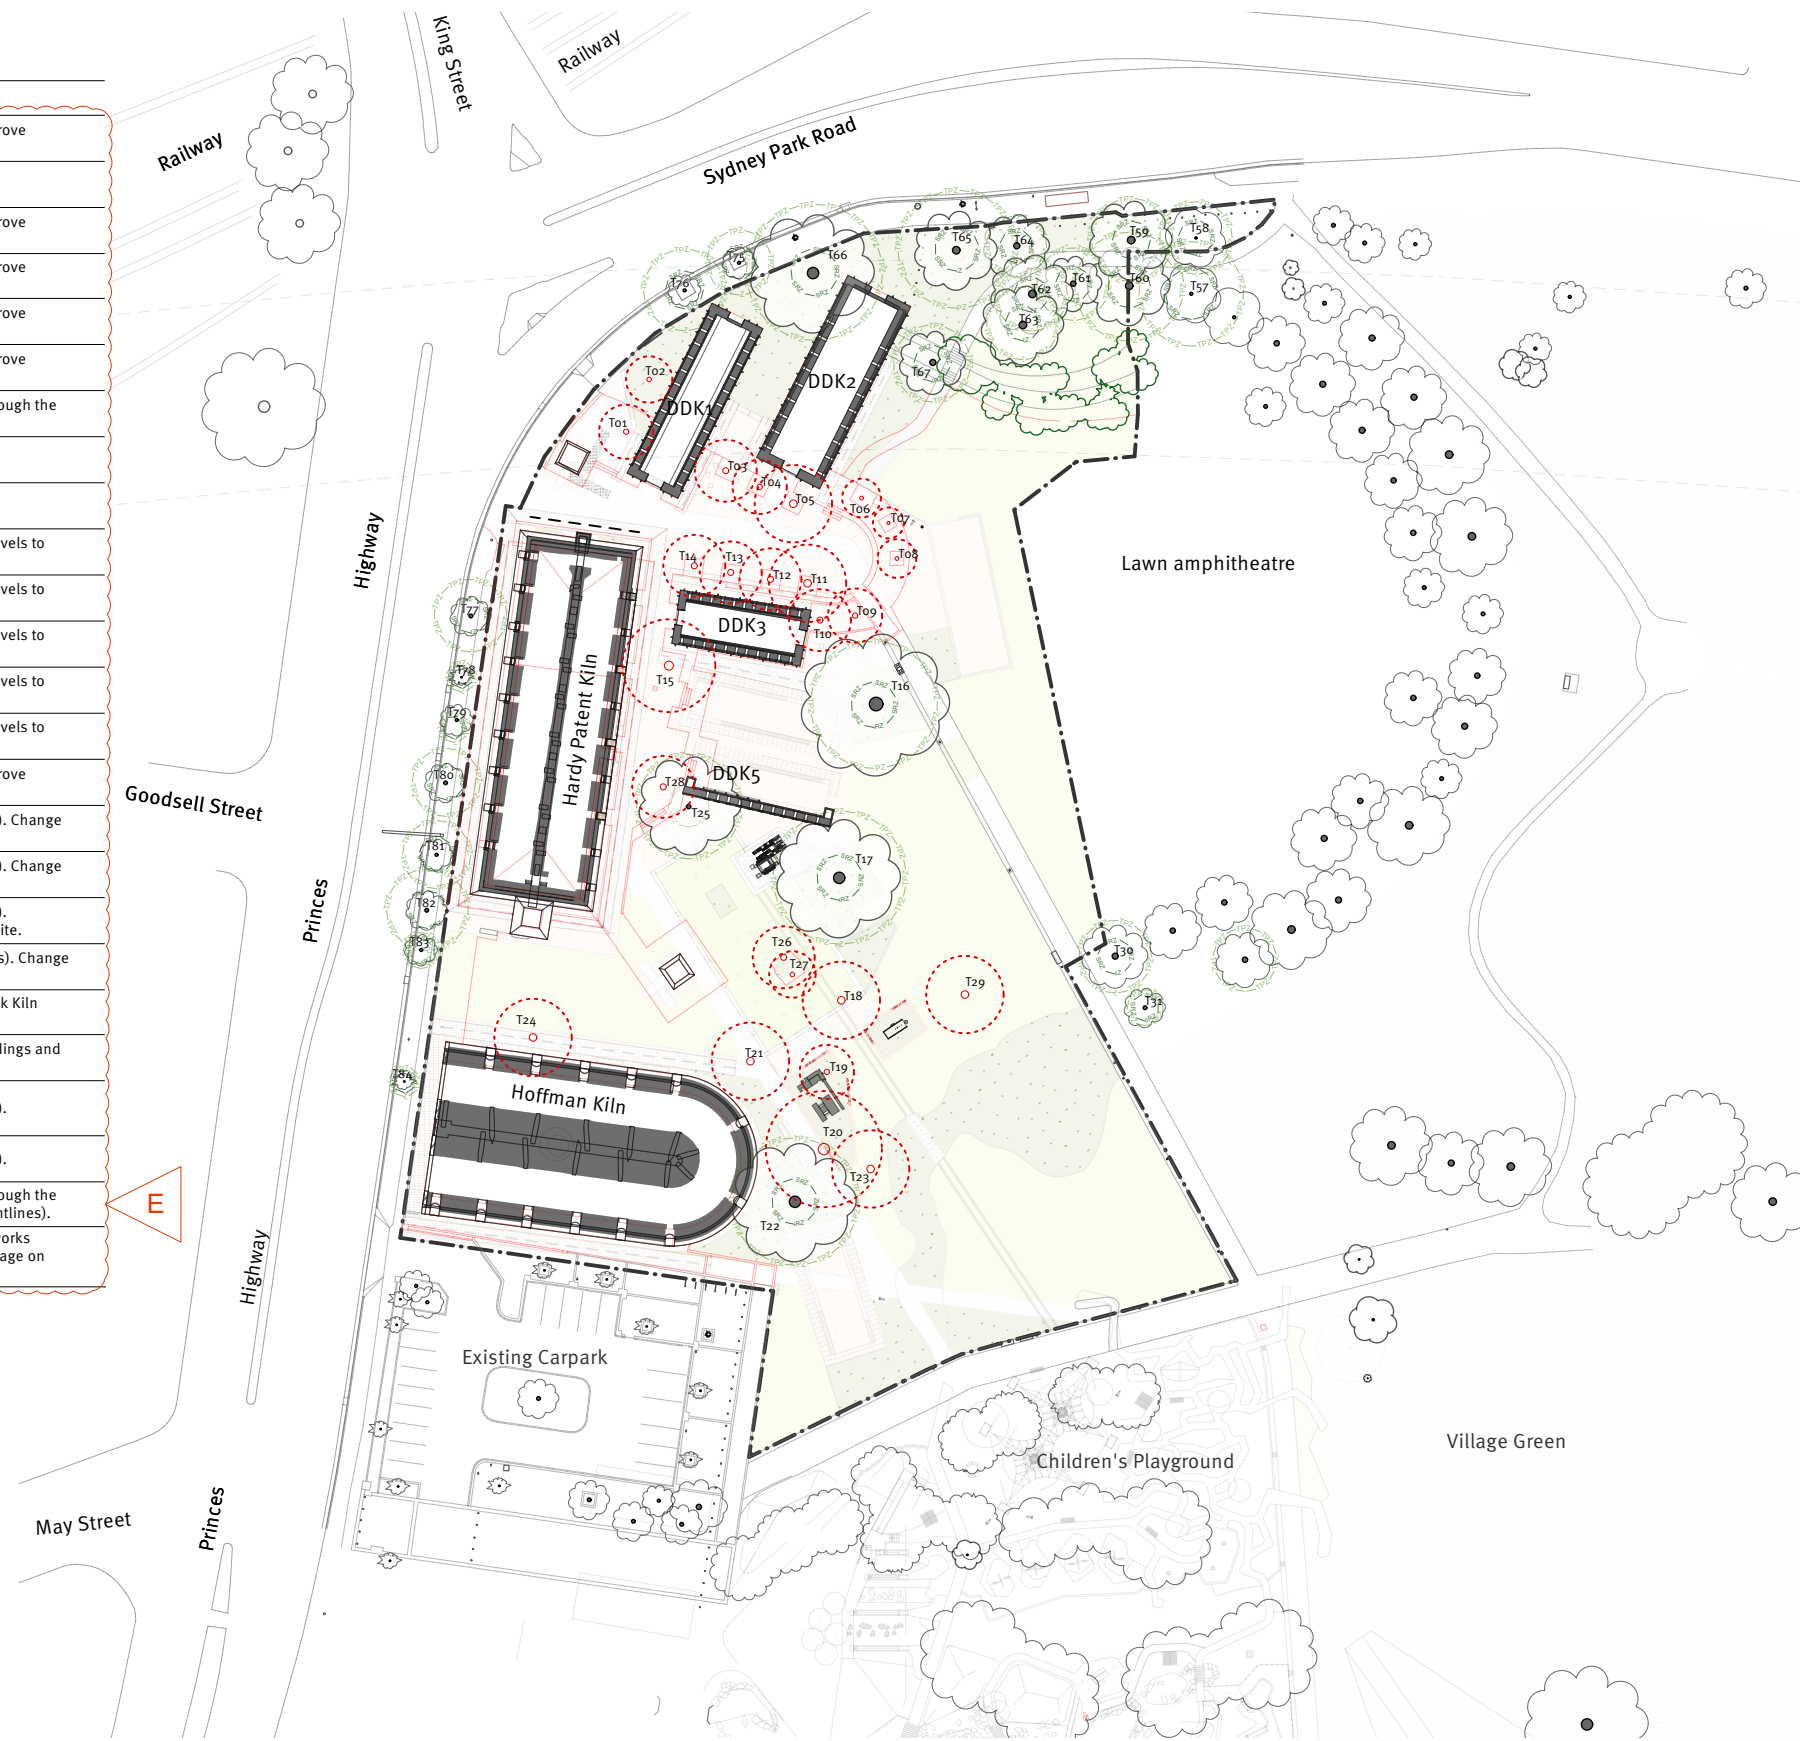 King Street
Railway
Railway
Sydney Park Road
rove
rove
rove
rove
rove
ough the
vels to
vels to
vels to
vels to
vels to
rove
). Change
). Change
).
ite.
s). Change
k Kiln
lings and
).
).
ough the
ntlines).
vorks
age on
E
T76
T75
T66
T65
T64
T59
T58
T62
T61
T60
T57
T63
T67
T02
T01
DDK1
DDK2
T03
T04
T05
T06
T07
T08
T14
T13
T12
T11
T10
T09
DDK3
T15
T16
Lawn amphitheatre
Highway
T77
T78
T79
T80
T81
T82
T83
T84
Hardy Patent Kiln
T28
DDK5
T25
T17
Goodsell Street
Princes
T26
T27
T18
T29
T30
T31
T24
T21
T19
Hoffman Kiln
T20
T23
T22
Highway
Existing Carpark
Children's Playground
Village Green
May Street
Princes
TPZ
SRZ